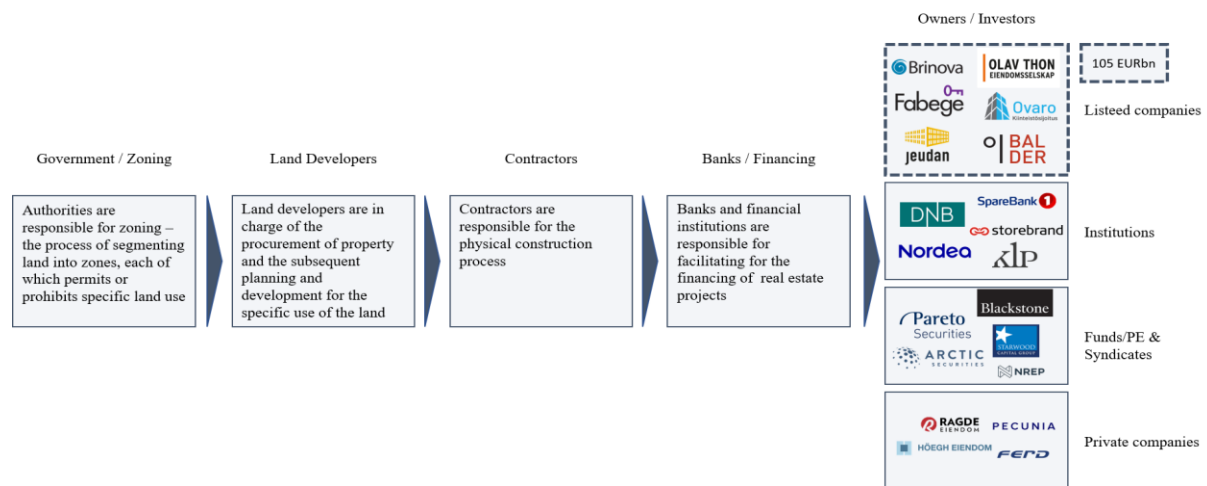 Government / Zoning
Authorities are
responsible for zoning –
the process of segmenting
land into zones, each of
which permits or
prohibits specific land use
Land Developers
Land developers are in
charge of the
procurement of property
and the subsequent
planning and
development for the
specific use of the land
Contractors
Contractors are
responsible for the
physical construction
process
Banks / Financing
Banks and financial
institutions are
responsible for
facilitating for the
financing of real estate
projects
Owners / Investors
Brinova
OLAV THON
EIENDOMSSELSKAP
Fabege
Ovaro
Kiinteistösijoitus
jeudan
BAL
DER
105 EURbn
Listeed companies
DNB
SpareBank 1
storebrand
Nordea
klp
Institutions
Blackstone
Pareto
Securities
STARWOOD
CAPITAL GROUP
ARCTIC
SECURITIES
NREP
Funds/PE &
Syndicates
RAGDE
EIENDOM
PECUNIA
HÖEGH EIENDOM
FERD
Private companies